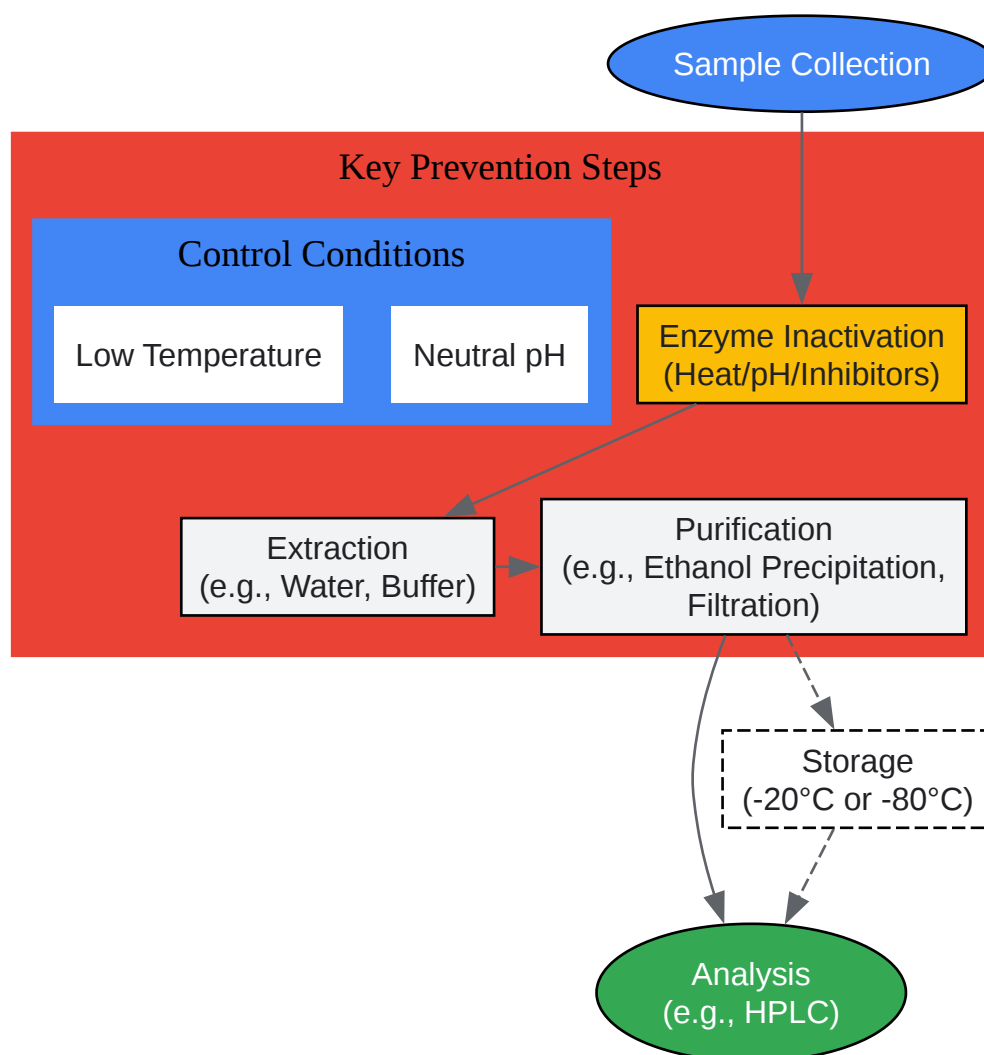 Sample Collection
Key Prevention Steps
Control Conditions
Low Temperature
Neutral pH
Enzyme Inactivation
(Heat/pH/Inhibitors)
Extraction
(e.g., Water, Buffer)
Purification
(e.g., Ethanol Precipitation,
Filtration)
Storage
(-20°C or -80°C)
Analysis
(e.g., HPLC)